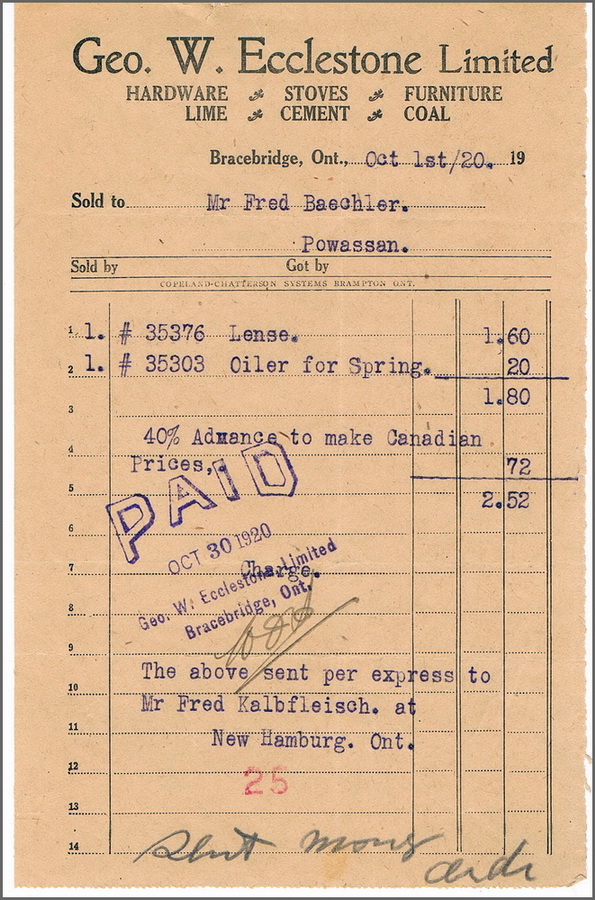 Geo. W. Ecclestone Limited
HARDWARE STOVES FURNITURE
LIME CEMENT COAL
Bracebridge, Ont., Oct 1st/20. 19
Sold to Mr Fred Baechler.
Powassan.
Sold by Got by
COPELAND-CHATTERSON SYSTEMS BRAMPTON ONT.
1 1. # 35376 Lense. 1.60
2 1. # 35303 Oiler for Spring. 20
1.80
3
40% Advance to make Canadian
4
Prices,. 72
5
2.52
PAID
6
OCT 30 1920
7
Charge.
Geo. W. Ecclestone Limited
8
Bracebridge, Ont.
9
The above sent per express to
10
Mr Fred Kalbfleisch. at
11
New Hamburg. Ont.
12
25
13
14
Sent money